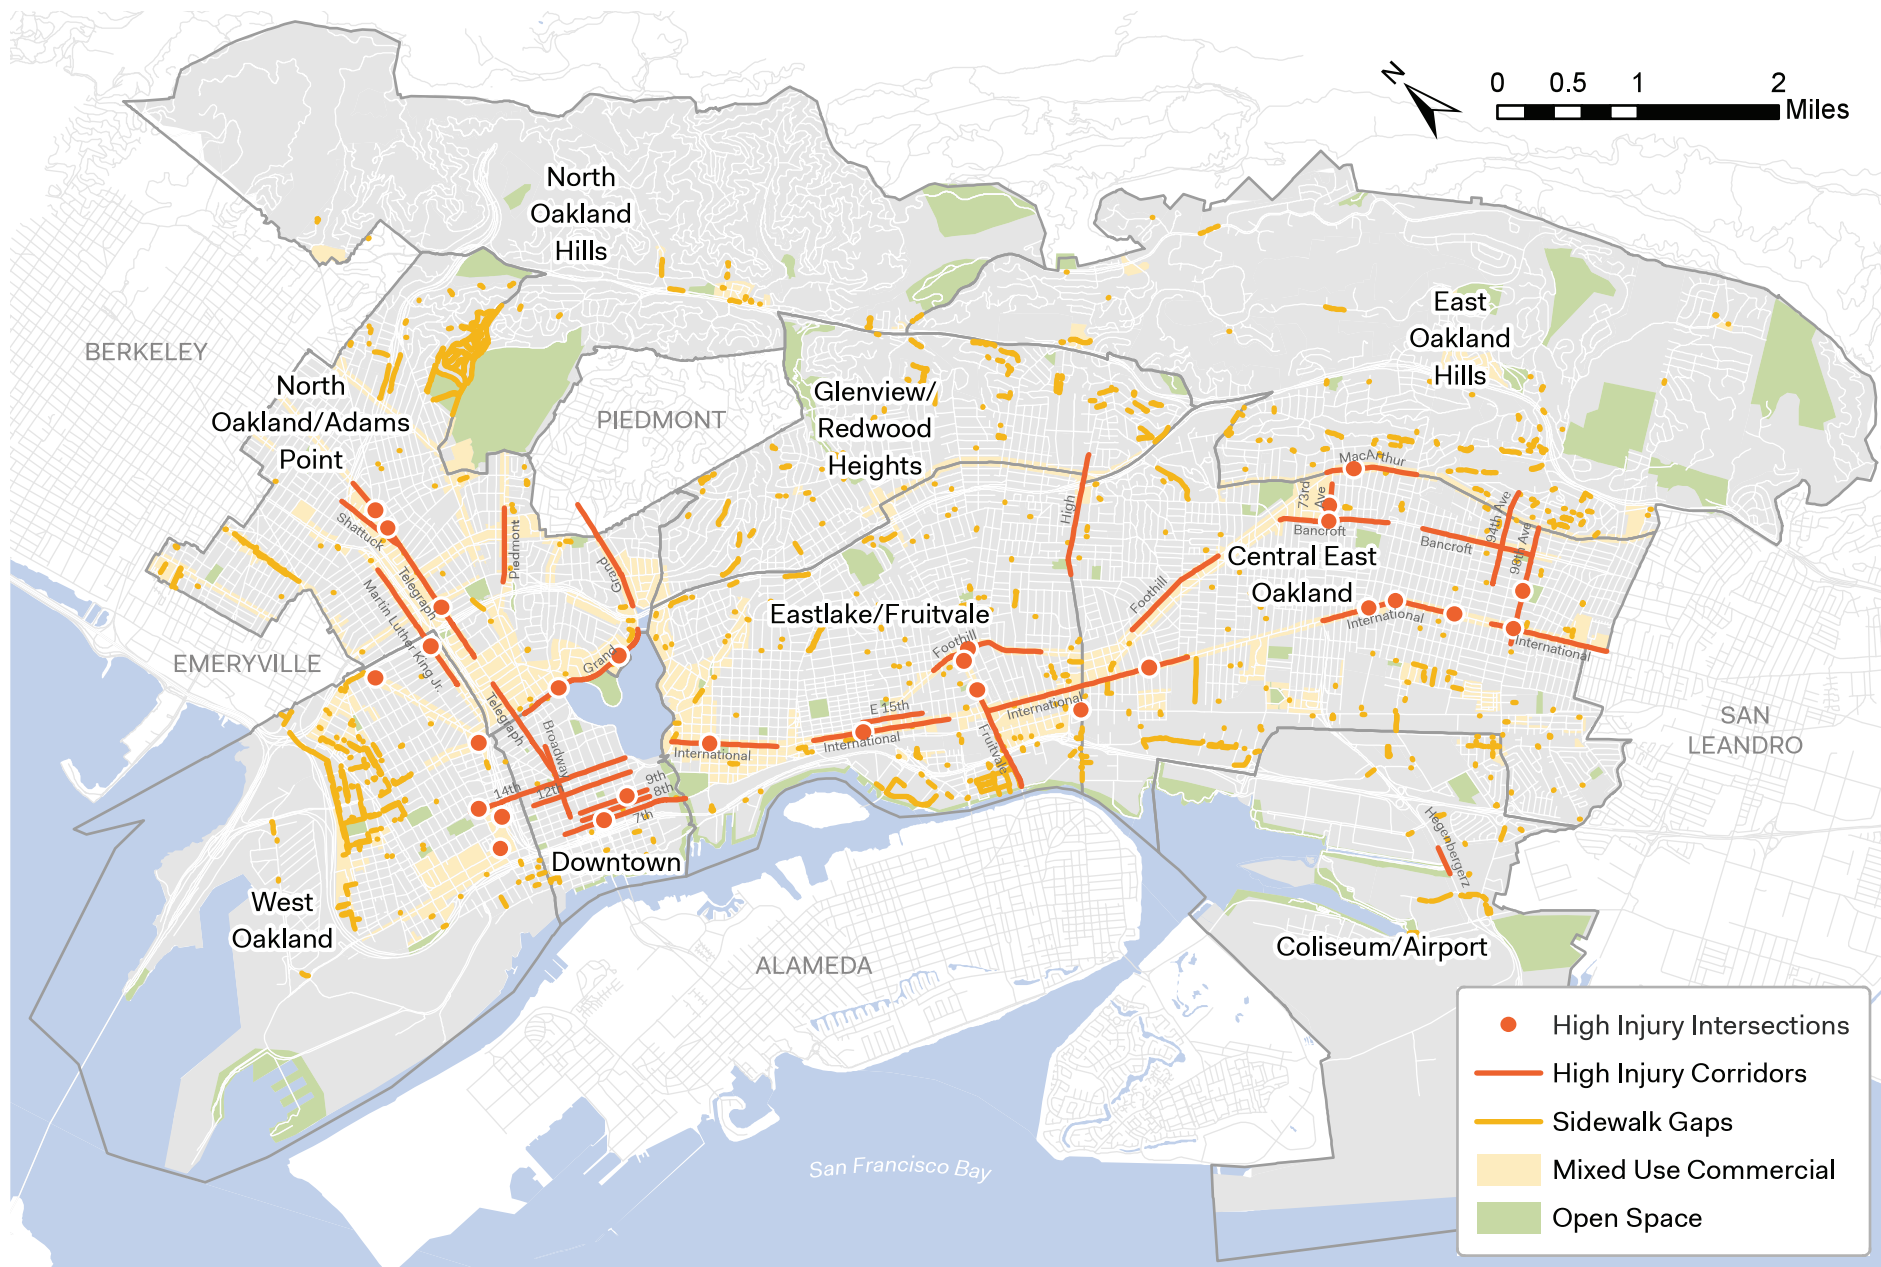 N
0 0.5 1 2
Miles
North
Oakland
Hills
BERKELEY
North
Oakland/Adams
Point
PIEDMONT
Glenview/
Redwood
Heights
East
Oakland
Hills
MacArthur
73rd
Ave
94th Ave
98th Ave
Bancroft
Bancroft
High
Central East
Oakland
Foothill
International
International
Shattuck
Telegraph
Martin Luther King Jr.
Piedmont
Grand
Grand
Eastlake/Fruitvale
Foothill
EMERYVILLE
Telegraph
Broadway
E 15th
International
International
International
Fruitvale
14th
12th
9th
8th
7th
Downtown
West
Oakland
SAN
LEANDRO
Hegenbergerz
Coliseum/Airport
ALAMEDA
San Francisco Bay
High Injury Intersections
High Injury Corridors
Sidewalk Gaps
Mixed Use Commercial
Open Space